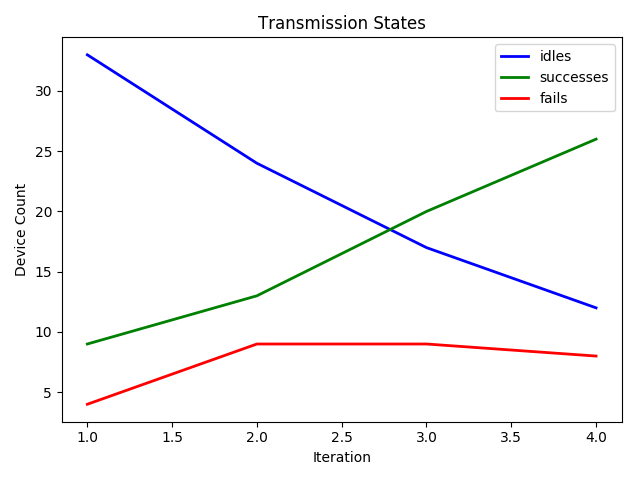 Transmission States
idles
successes
fails
Device Count
30
25
20
15
10
5
1.0 1.5 2.0 2.5 3.0 3.5 4.0
Iteration